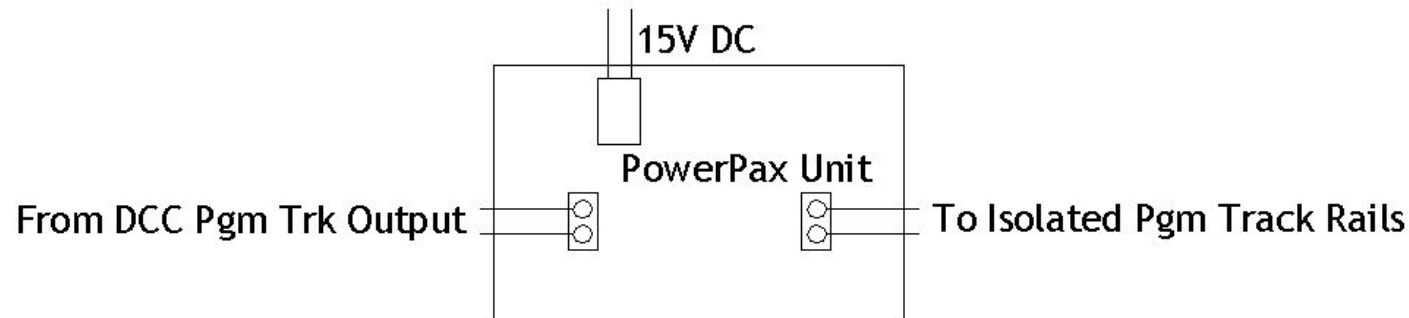 15V DC
PowerPax Unit
From DCC Pgm Trk Output
To Isolated Pgm Track Rails